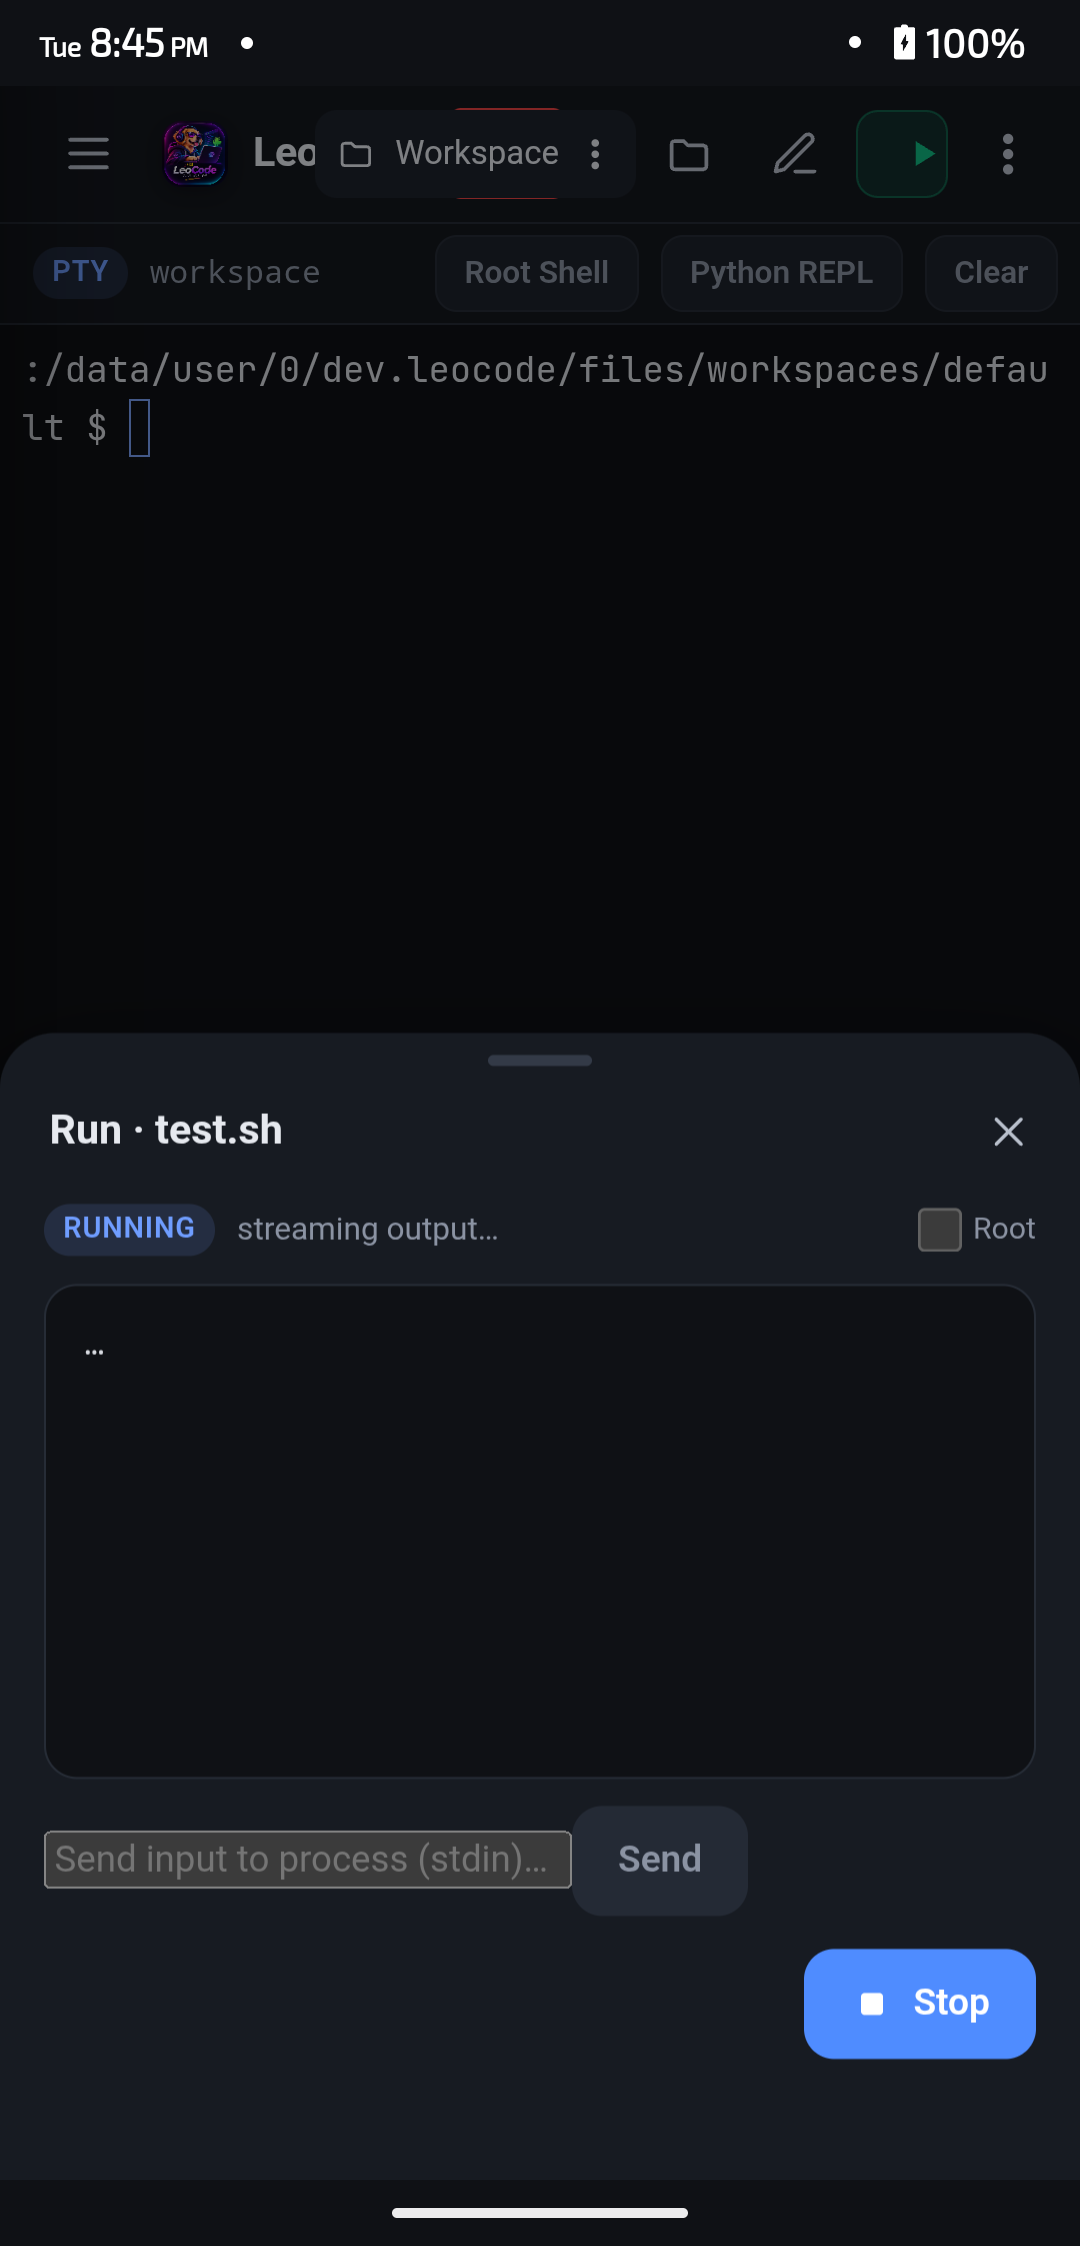 Tue 8:45 PM 100%
LeoCode
Leo
Workspace
PTY workspace Root Shell Python REPL Clear
:/data/user/0/dev.leocode/files/workspaces/defau
lt $
Run · test.sh
RUNNING streaming output… Root
…
Send input to process (stdin)… Send
Stop